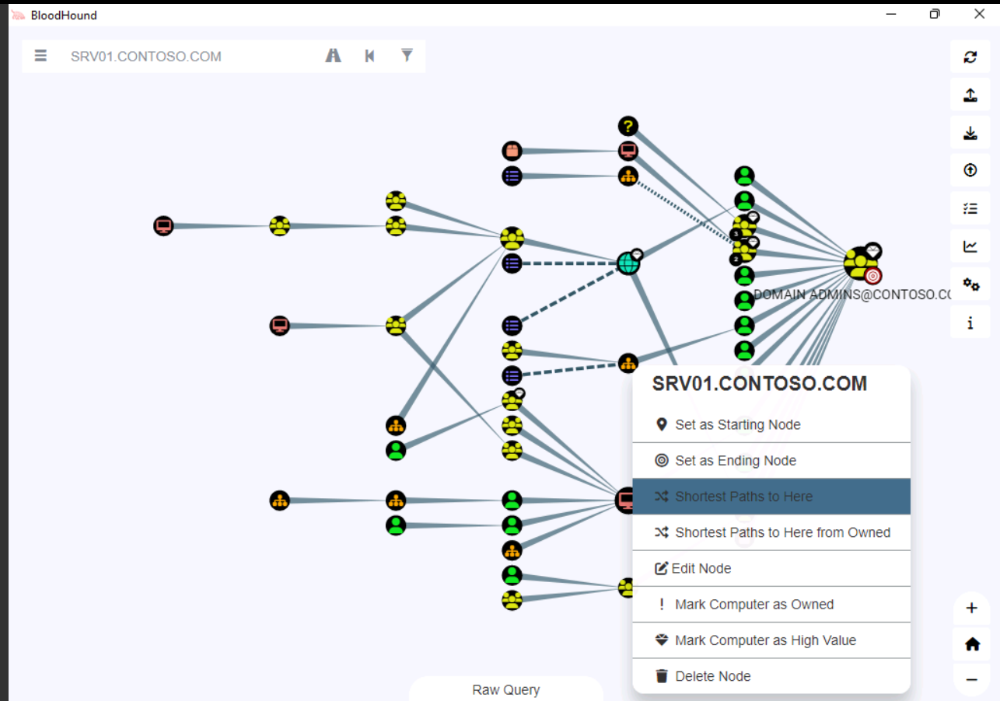 BloodHound
SRV01.CONTOSO.COM
?
3
2
DOMAIN ADMINS@CONTOSO.CO
SRV01.CONTOSO.COM
Set as Starting Node
Set as Ending Node
Shortest Paths to Here
Shortest Paths to Here from Owned
Edit Node
! Mark Computer as Owned
Mark Computer as High Value
Delete Node
Raw Query